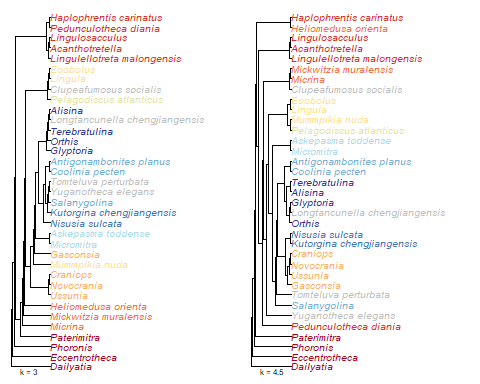 Haplophrentis carinatus
Pedunculotheca diania
Lingulosacculus
Acanthotretella
Lingulellotreta malongensis
Eoobolus
Lingula
Clupeafumosus socialis
Pelagodiscus atlanticus
Alisina
Longtancunella chengjiangensis
Terebratulina
Orthis
Glyptoria
Antigonambonites planus
Coolinia pecten
Tomteluva perturbata
Yuganotheca elegans
Salanygolina
Kutorgina chengjiangensis
Nisusia sulcata
Askepasma toddense
Micromitra
Gasconsia
Mummpikia nuda
Craniops
Novocrania
Ussunia
Heliomedusa orienta
Mickwitzia muralensis
Micrina
Paterimitra
Phoronis
Eccentrotheca
Dailyatia
k = 3
Haplophrentis carinatus
Heliomedusa orienta
Lingulosacculus
Acanthotretella
Lingulellotreta malongensis
Mickwitzia muralensis
Micrina
Clupeafumosus socialis
Eoobolus
Lingula
Mummpikia nuda
Pelagodiscus atlanticus
Askepasma toddense
Micromitra
Antigonambonites planus
Coolinia pecten
Terebratulina
Alisina
Glyptoria
Longtancunella chengjiangensis
Orthis
Nisusia sulcata
Kutorgina chengjiangensis
Craniops
Novocrania
Ussunia
Gasconsia
Tomteluva perturbata
Salanygolina
Yuganotheca elegans
Pedunculotheca diania
Paterimitra
Phoronis
Eccentrotheca
Dailyatia
k = 4.5